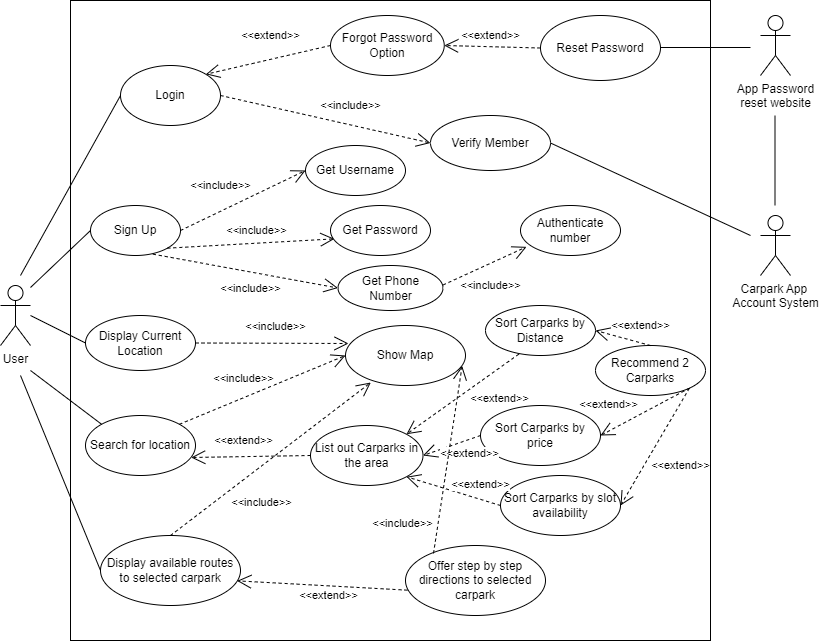 <<extend>>
Forgot Password
Option
<<extend>>
Reset Password
App Password
reset website
Login
<<include>>
Verify Member
Get Username
<<include>>
Sign Up
<<include>>
Get Password
Authenticate
number
Get Phone
Number
<<include>>
<<include>>
Carpark App
Account System
User
Display Current
Location
<<include>>
Show Map
Sort Carparks by
Distance
<<extend>>
Recommend 2
Carparks
<<include>>
<<extend>>
<<extend>>
Search for location
<<extend>>
List out Carparks in
the area
Sort Carparks by
price
<<extend>>
<<extend>>
<<extend>>
Sort Carparks by slot
availability
<<include>>
<<include>>
Display available routes
to selected carpark
Offer step by step
directions to selected
carpark
<<extend>>